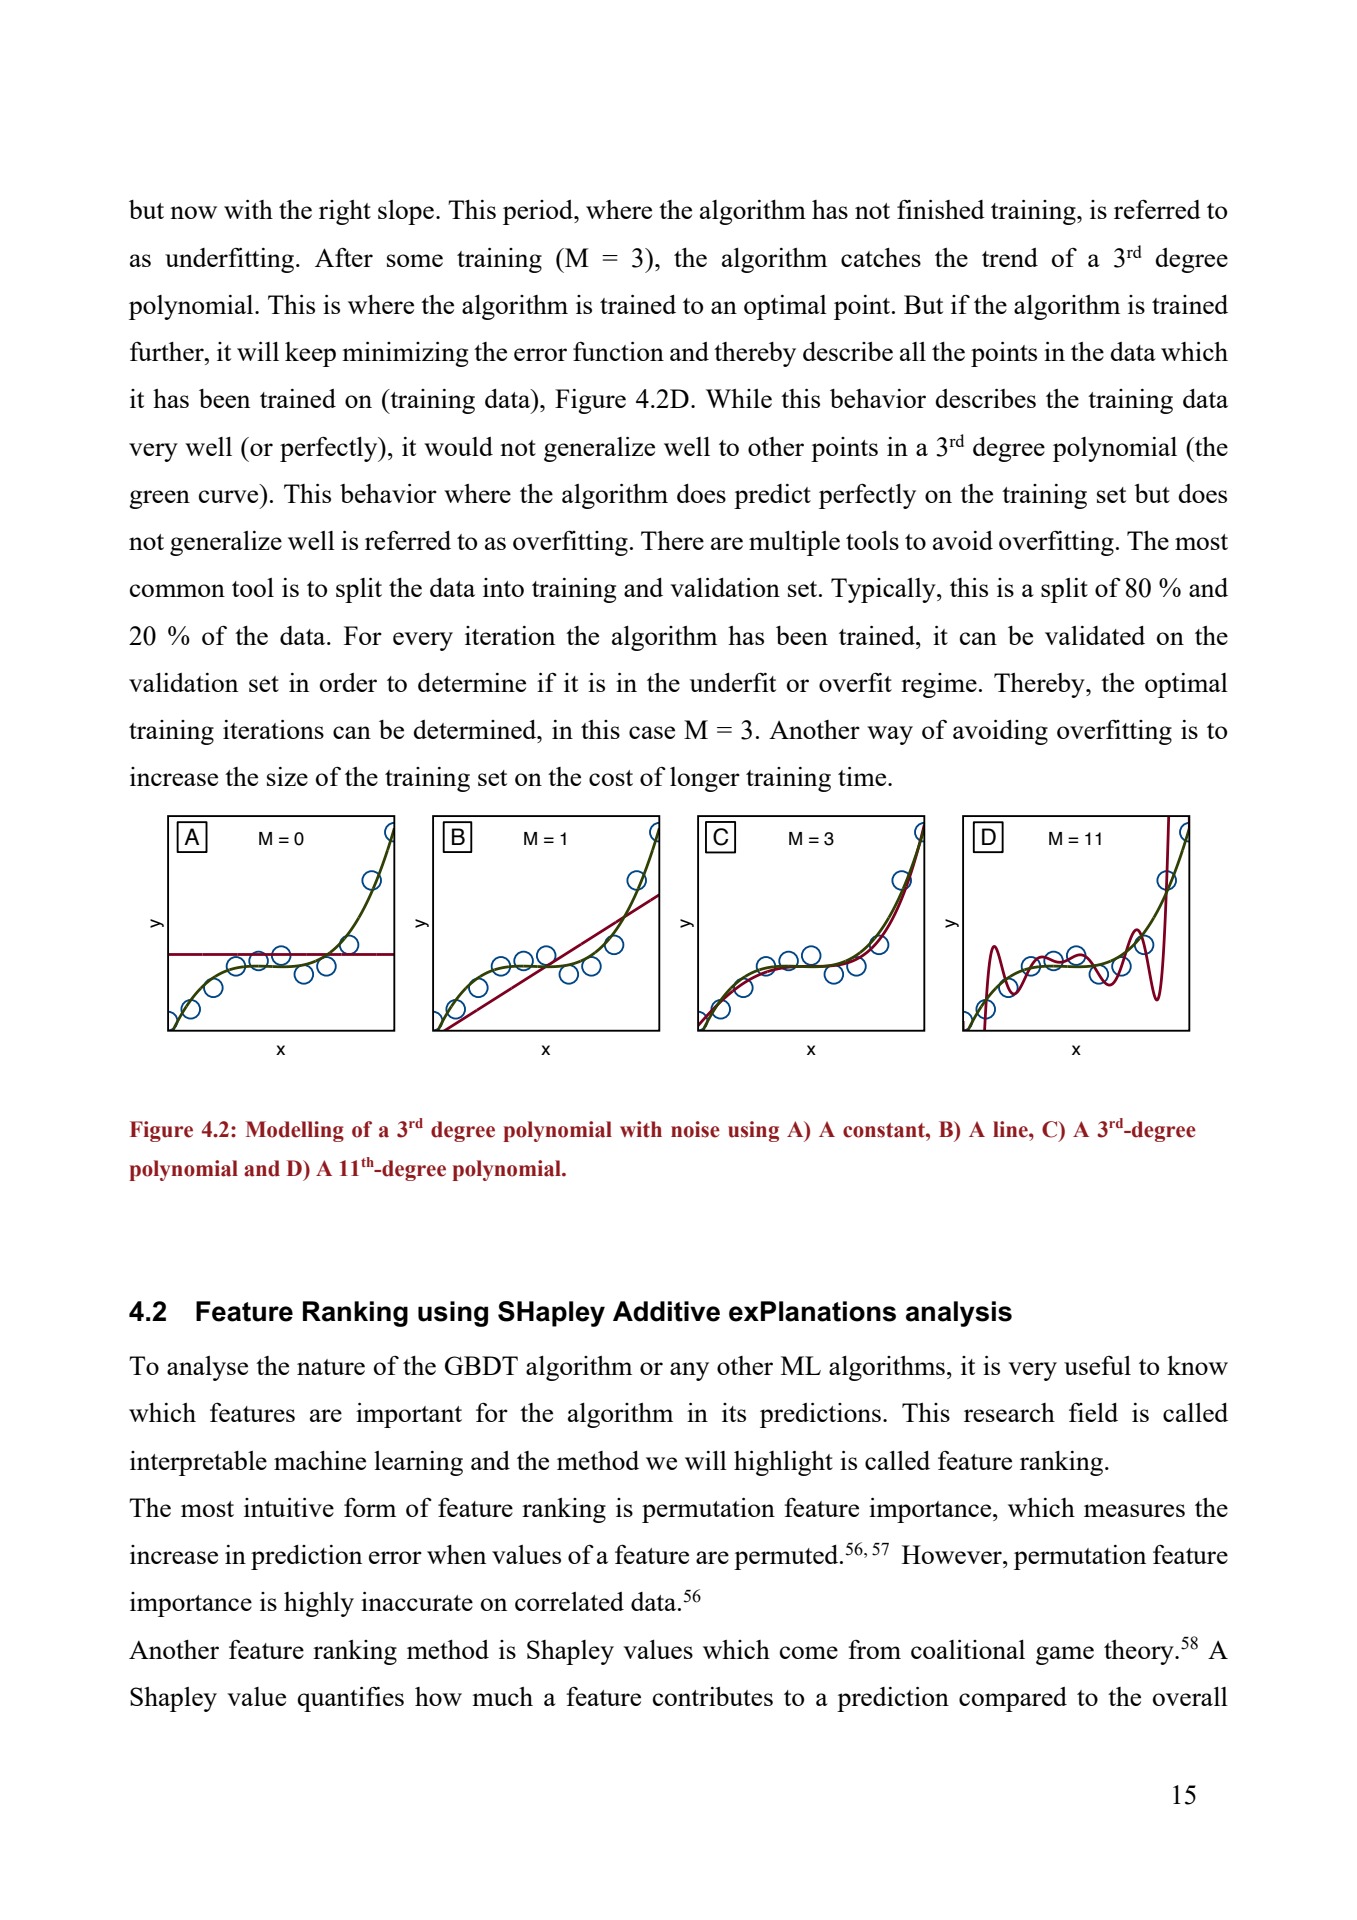 but now with the right slope. This period, where the algorithm has not finished training, is referred to
as underfitting. After some training (M = 3), the algorithm catches the trend of a 3rd degree
polynomial. This is where the algorithm is trained to an optimal point. But if the algorithm is trained
further, it will keep minimizing the error function and thereby describe all the points in the data which
it has been trained on (training data), Figure 4.2D. While this behavior describes the training data
very well (or perfectly), it would not generalize well to other points in a 3rd degree polynomial (the
green curve). This behavior where the algorithm does predict perfectly on the training set but does
not generalize well is referred to as overfitting. There are multiple tools to avoid overfitting. The most
common tool is to split the data into training and validation set. Typically, this is a split of 80 % and
20 % of the data. For every iteration the algorithm has been trained, it can be validated on the
validation set in order to determine if it is in the underfit or overfit regime. Thereby, the optimal
training iterations can be determined, in this case M = 3. Another way of avoiding overfitting is to
increase the size of the training set on the cost of longer training time.
A M = 0
y
x
B M = 1
y
x
C M = 3
y
x
D M = 11
y
x
Figure 4.2: Modelling of a 3rd degree polynomial with noise using A) A constant, B) A line, C) A 3rd-degree
polynomial and D) A 11th-degree polynomial.
4.2 Feature Ranking using SHapley Additive exPlanations analysis
To analyse the nature of the GBDT algorithm or any other ML algorithms, it is very useful to know
which features are important for the algorithm in its predictions. This research field is called
interpretable machine learning and the method we will highlight is called feature ranking.
The most intuitive form of feature ranking is permutation feature importance, which measures the
increase in prediction error when values of a feature are permuted.56, 57 However, permutation feature
importance is highly inaccurate on correlated data.56
Another feature ranking method is Shapley values which come from coalitional game theory.58 A
Shapley value quantifies how much a feature contributes to a prediction compared to the overall
15